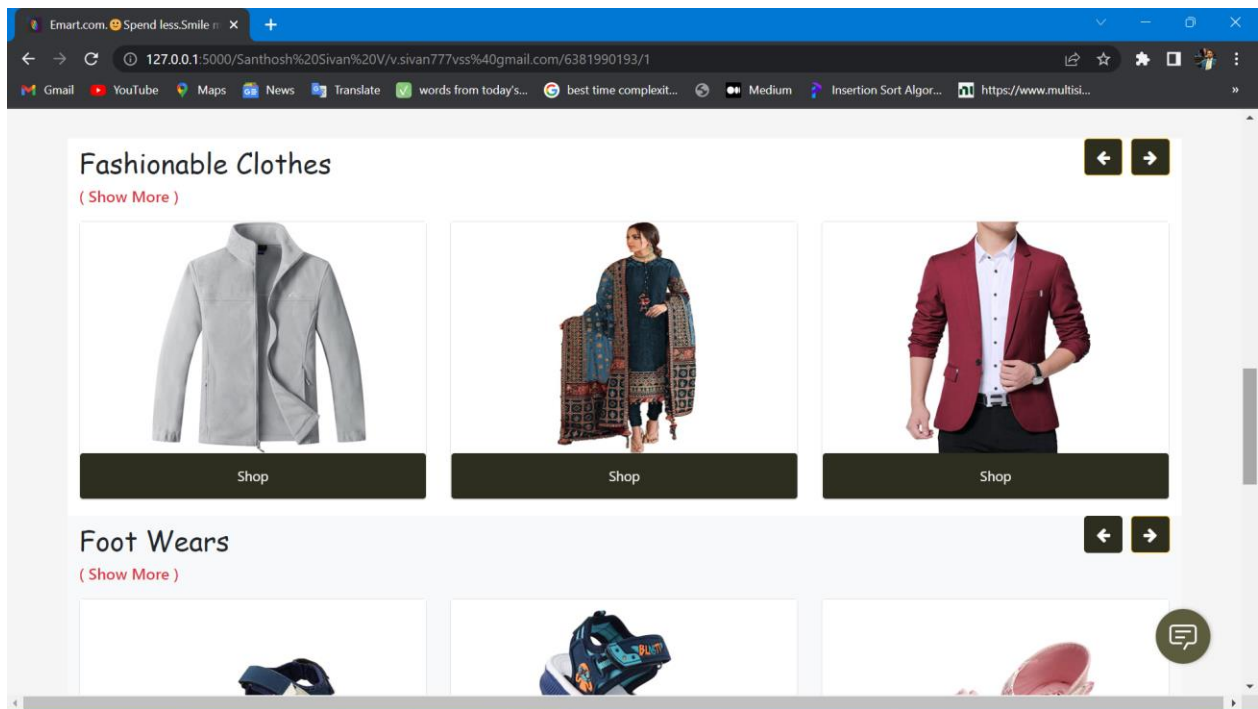 Emart.com.🙂Spend less.Smile m
127.0.0.1:5000/Santhosh%20Sivan%20V/v.sivan777vss%40gmail.com/6381990193/1
Gmail YouTube Maps News Translate words from today's... best time complexit... Medium Insertion Sort Algor... https://www.multisi... »
Fashionable Clothes
( Show More )
Shop Shop Shop
Foot Wears
( Show More )